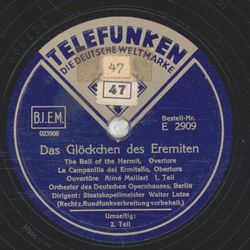 TELEFUNKEN
DIE DEUTSCHE WELTMARKE
47
47
B.I.E.M.
023906
Bestell-Nr.
E 2909
Das Glöckchen des Eremiten
The Bell of the Hermit, Overture
La Campanilla del Ermitaño, Obertura
Ouvertüre Aimé Maillart 1. Teil
Orchester des Deutschen Opernhauses, Berlin
Dirigent: Staatskapellmeister Walter Lutze
(Recht z. Rundfunkverbreitung vorbehalt.)
Umseitig:
2. Teil